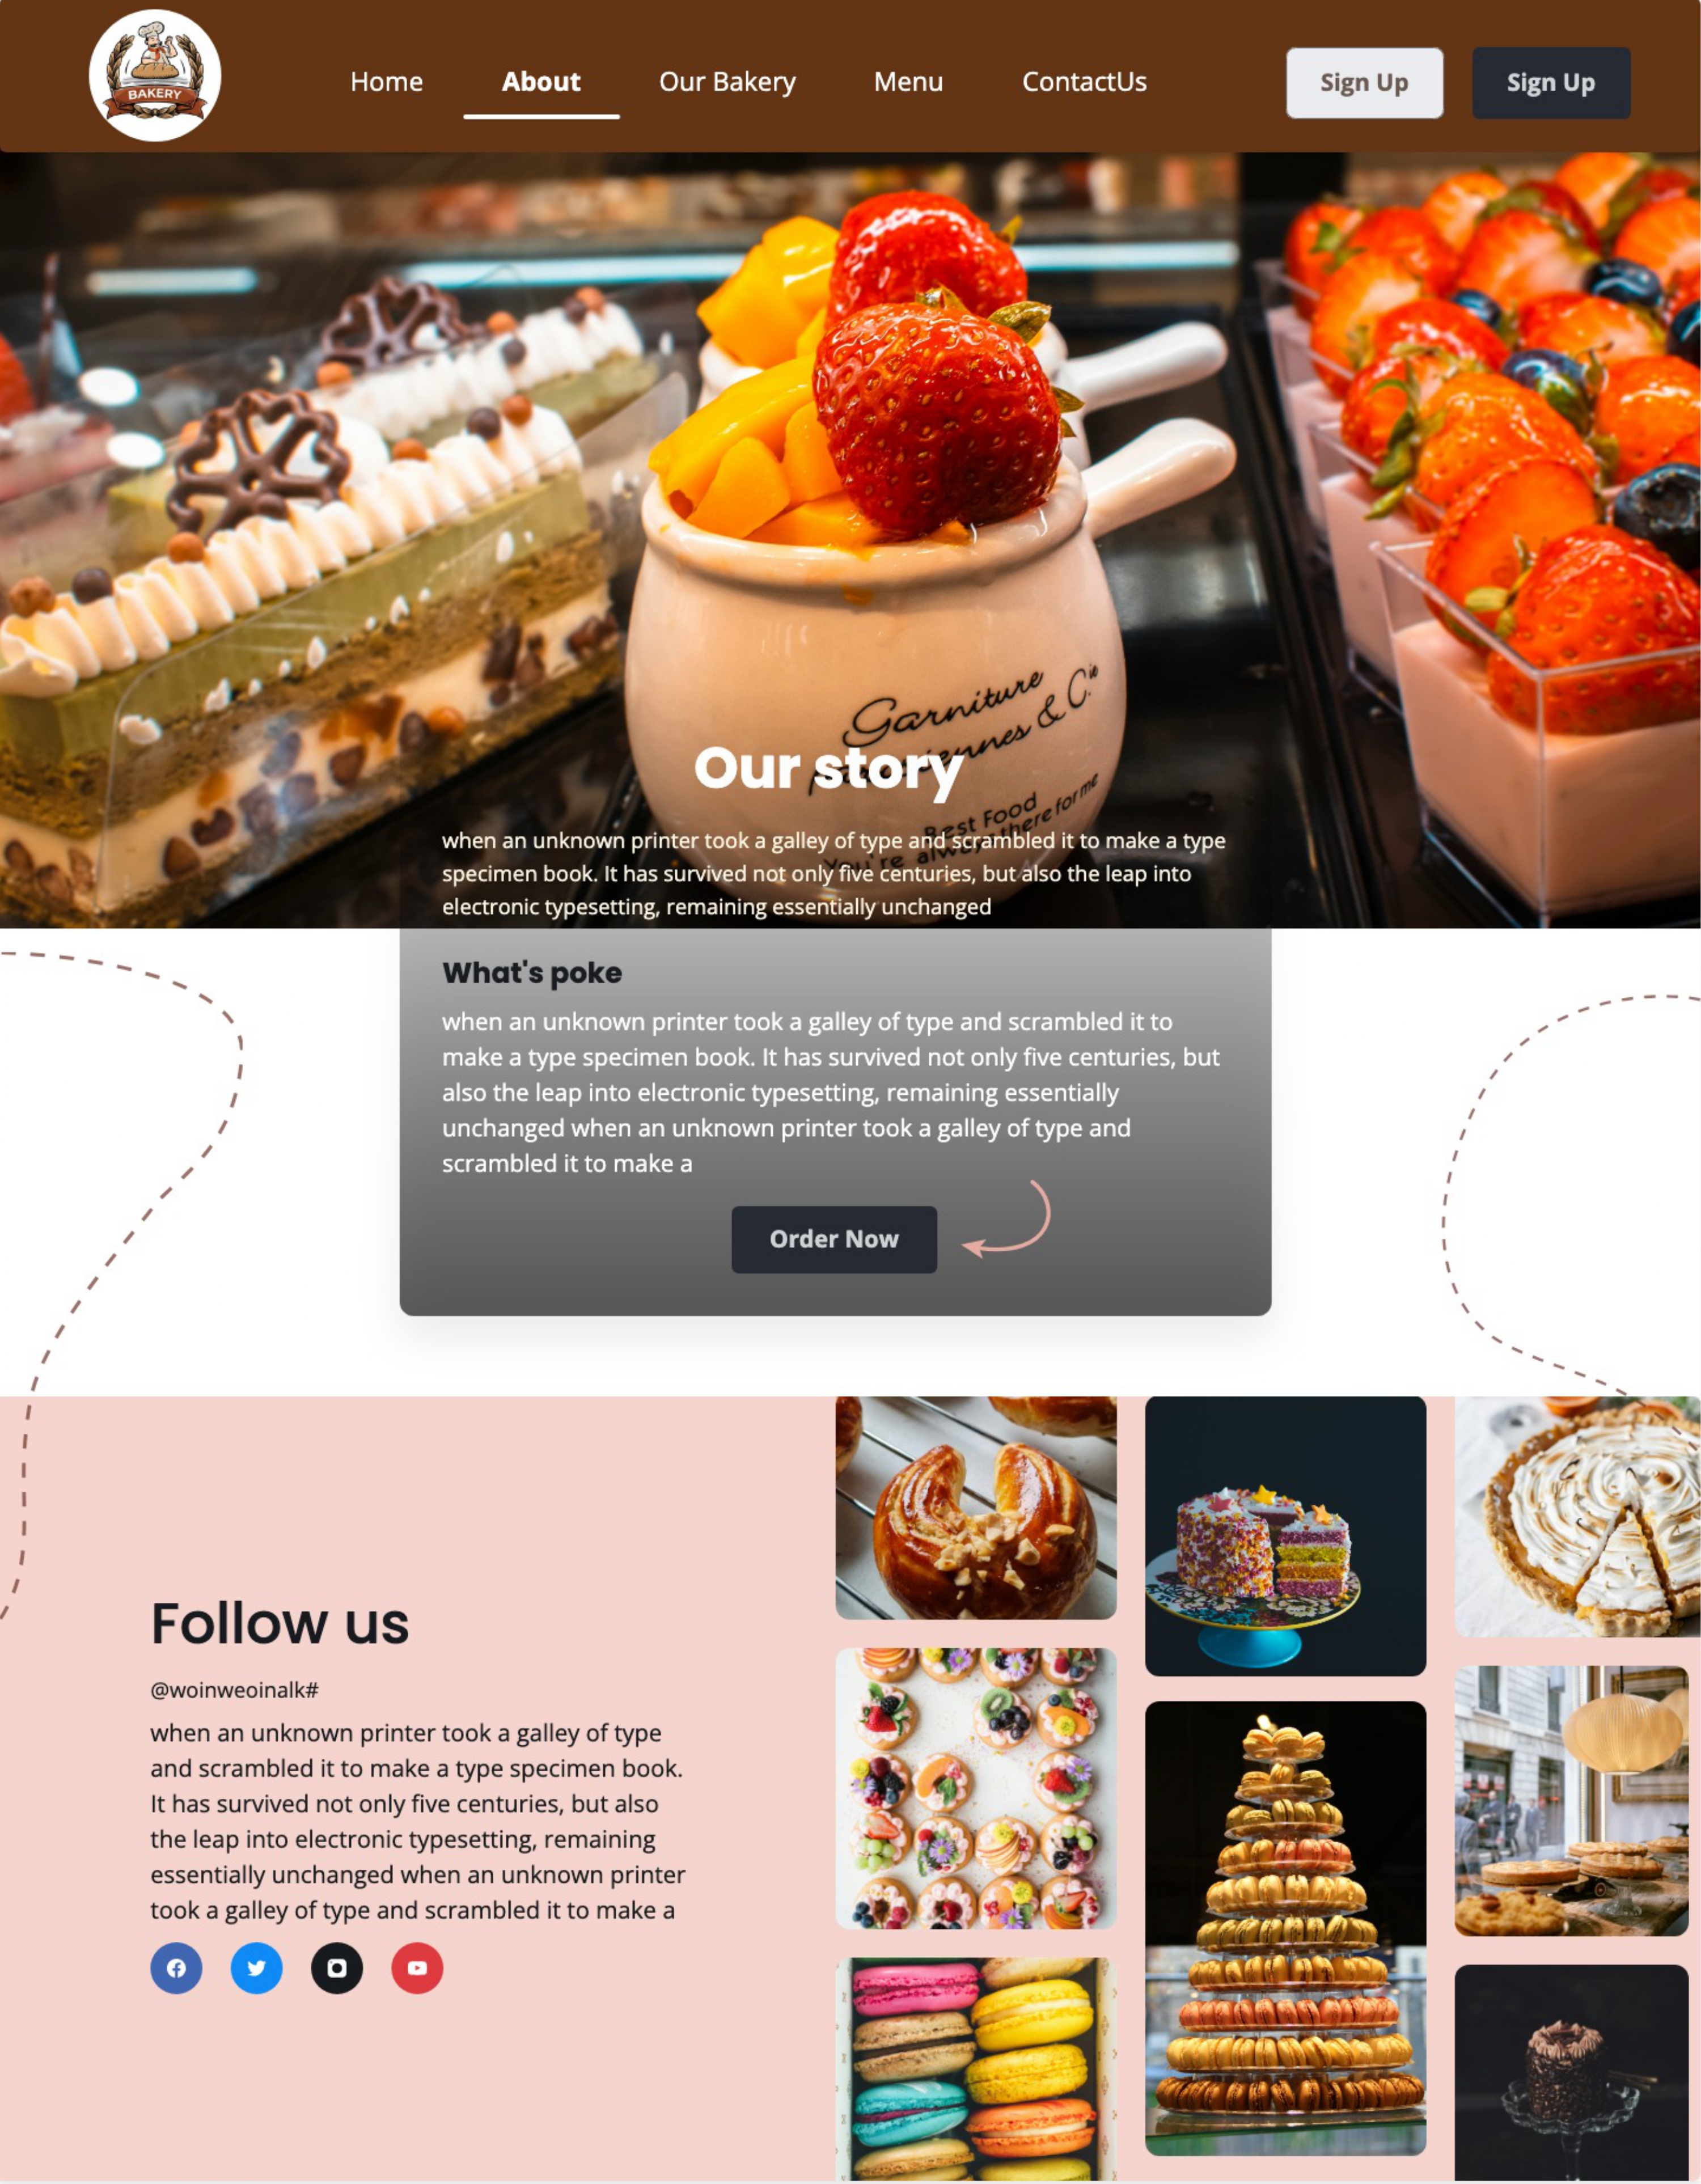 BAKERY
Home
About
Our Bakery
Menu
ContactUs
Sign Up
Sign Up
Garniture
& Cie
Our story
Best Food
when an unknown printer took a galley of type and scrambled it to make a type
specimen book. It has survived not only five centuries, but also the leap into
electronic typesetting, remaining essentially unchanged
What's poke
when an unknown printer took a galley of type and scrambled it to
make a type specimen book. It has survived not only five centuries, but
also the leap into electronic typesetting, remaining essentially
unchanged when an unknown printer took a galley of type and
scrambled it to make a
Order Now
Follow us
@woinweoinalk#
when an unknown printer took a galley of type
and scrambled it to make a type specimen book.
It has survived not only five centuries, but also
the leap into electronic typesetting, remaining
essentially unchanged when an unknown printer
took a galley of type and scrambled it to make a